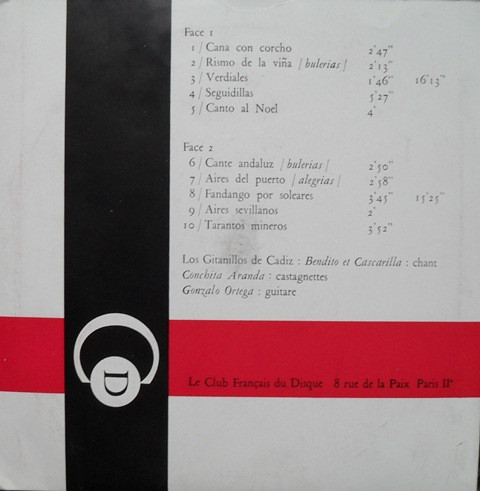 Face 1
1/ Cana con corcho 2'47"
2/ Rismo de la viña /bulerias/ 2'13"
3/ Verdiales 1'46" 16'13"
4/ Seguidillas 5'27"
5/ Canto al Noel 4'
Face 2
6/ Cante andaluz /bulerias/ 2'50"
7/ Aires del puerto /alegrias/ 2'58"
8/ Fandango por soleares 3'45" 15'25"
9/ Aires sevillanos 2'
10/ Tarantos mineros 3'52"
Los Gitanillos de Cadiz : Bendito et Cascarilla : chant
Conchita Aranda : castagnettes
Gonzalo Ortega : guitare
D
Le Club Français du Disque 8 rue de la Paix Paris IIe